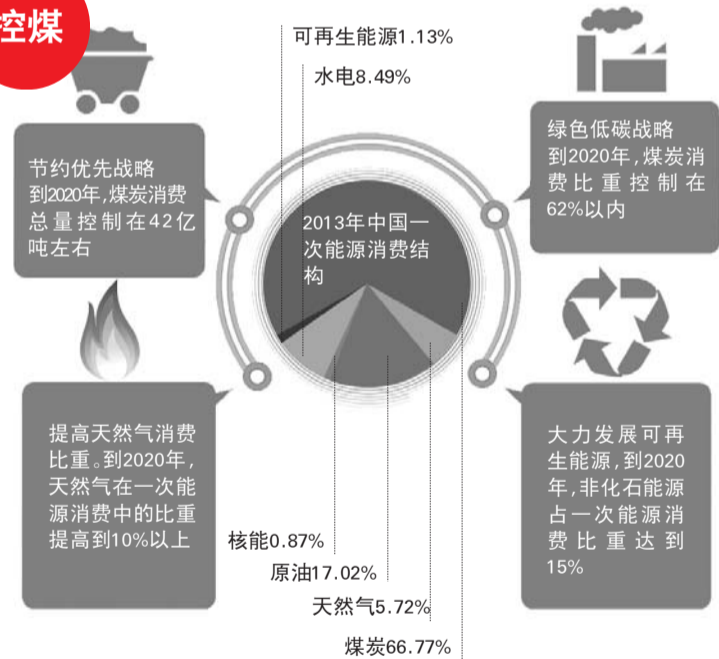 控煤
可再生能源1.13%
水电8.49%
节约优先战略
到2020年,煤炭消费
总量控制在42亿
吨左右
绿色低碳战略
到2020年,煤炭消
费比重控制在
62%以内
2013年中国一
次能源消费结
构
提高天然气消费
比重。到2020年,
天然气在一次能
源消费中的比重
提高到10%以上
大力发展可再
生能源,到2020
年,非化石能源
占一次能源消
费比重达到
15%
核能0.87%
原油17.02%
天然气5.72%
煤炭66.77%